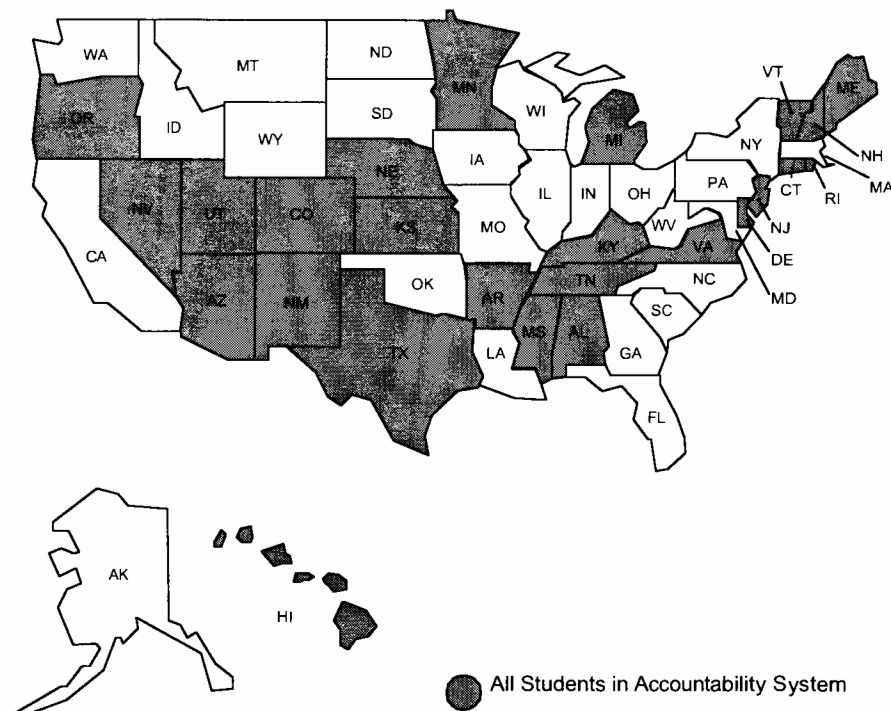 WA
MT
ND
MN
VT
ME
OR
ID
SD
WI
MI
NY
NH
WY
MA
IA
PA
CT
RI
NE
NV
UT
CO
IL
IN
OH
NJ
KS
MO
WV
DE
CA
KY
VA
MD
AZ
NM
OK
AR
TN
NC
SC
TX
MS
AL
GA
LA
FL
AK
HI
All Students in Accountability System